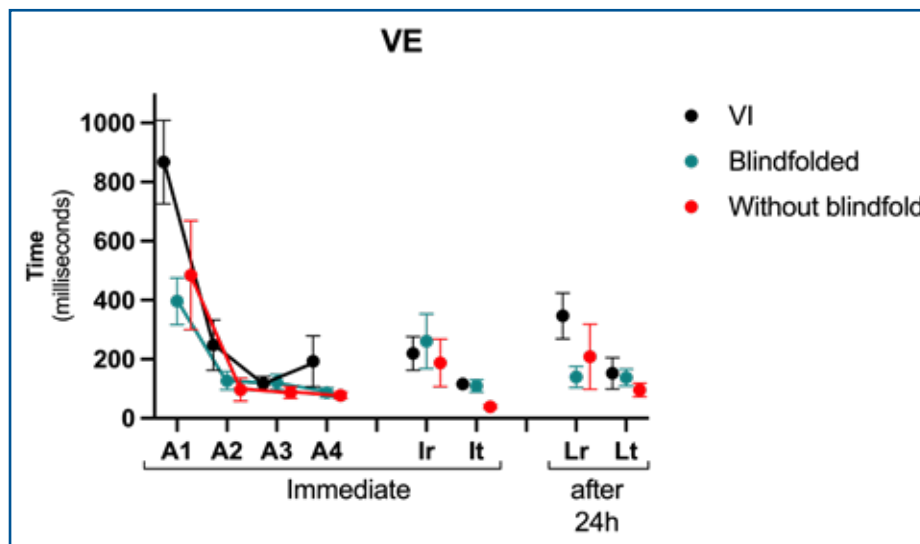 VE
1000
800
600
400
200
0
Time
(milliseconds)
VI
Blindfolded
Without blindfold
A1 A2 A3 A4 Ir It Lr Lt
Immediate
after
24h